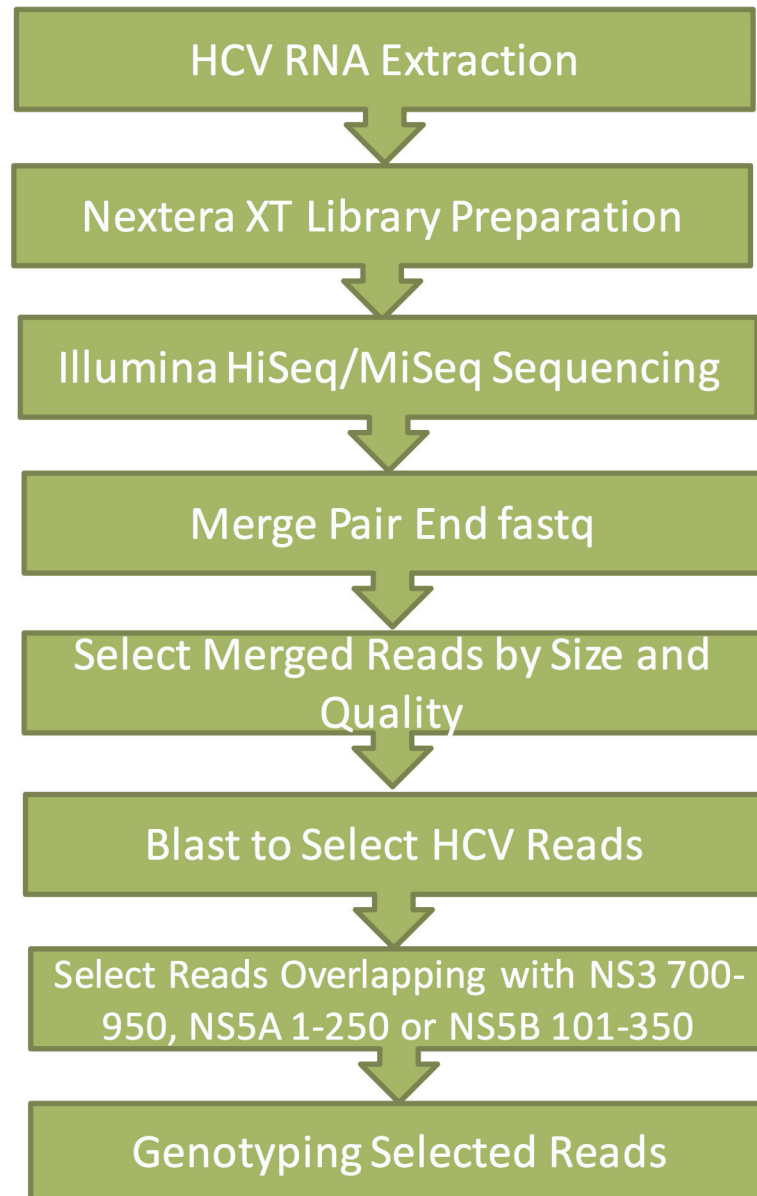 HCV RNA Extraction
Nextera XT Library Preparation
Illumina HiSeq/MiSeq Sequencing
Merge Pair End fastq
Select Merged Reads by Size and
Quality
Blast to Select HCV Reads
Select Reads Overlapping with NS3 700-
950, NS5A 1-250 or NS5B 101-350
Genotyping Selected Reads